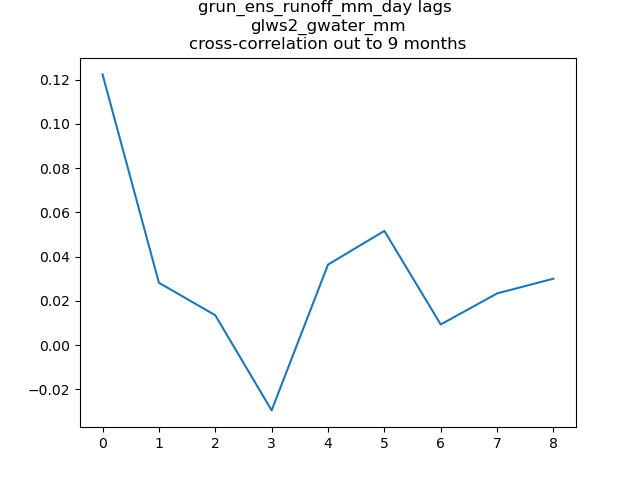 grun_ens_runoff_mm_day lags
glws2_gwater_mm
cross-correlation out to 9 months
0.12
0.10
0.08
0.06
0.04
0.02
0.00
−0.02
0 1 2 3 4 5 6 7 8